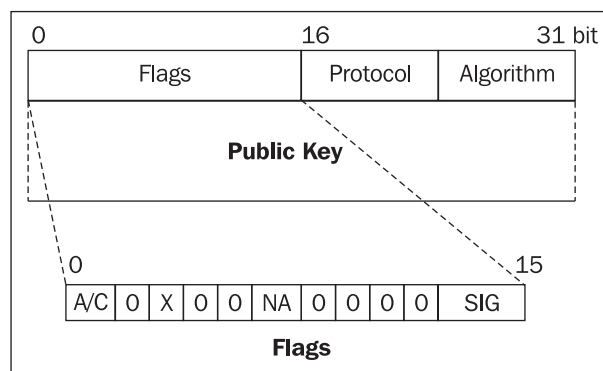 0 16 31 bit
Flags Protocol Algorithm
Public Key
0 15
A/C 0 X 0 0 NA 0 0 0 0 SIG
Flags